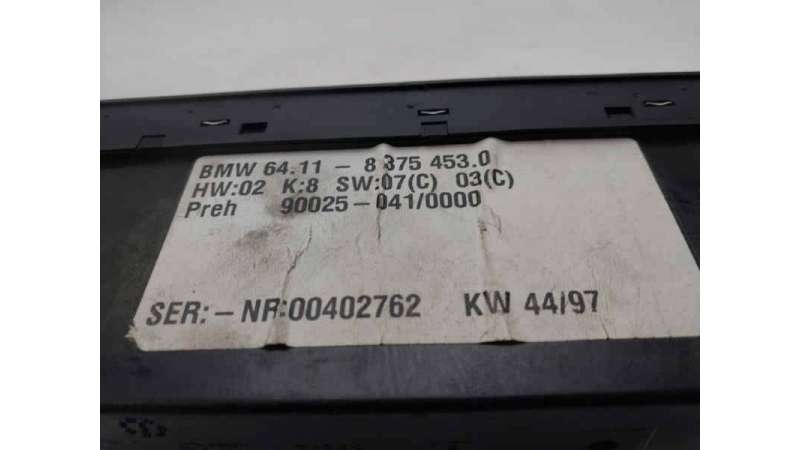 BMW 64.11 - 8 375 453.0
HW:02 K:8 SW:07(C) 03(C)
Preh 90025-041/0000
SER:-NR:00402762 KW 44/97